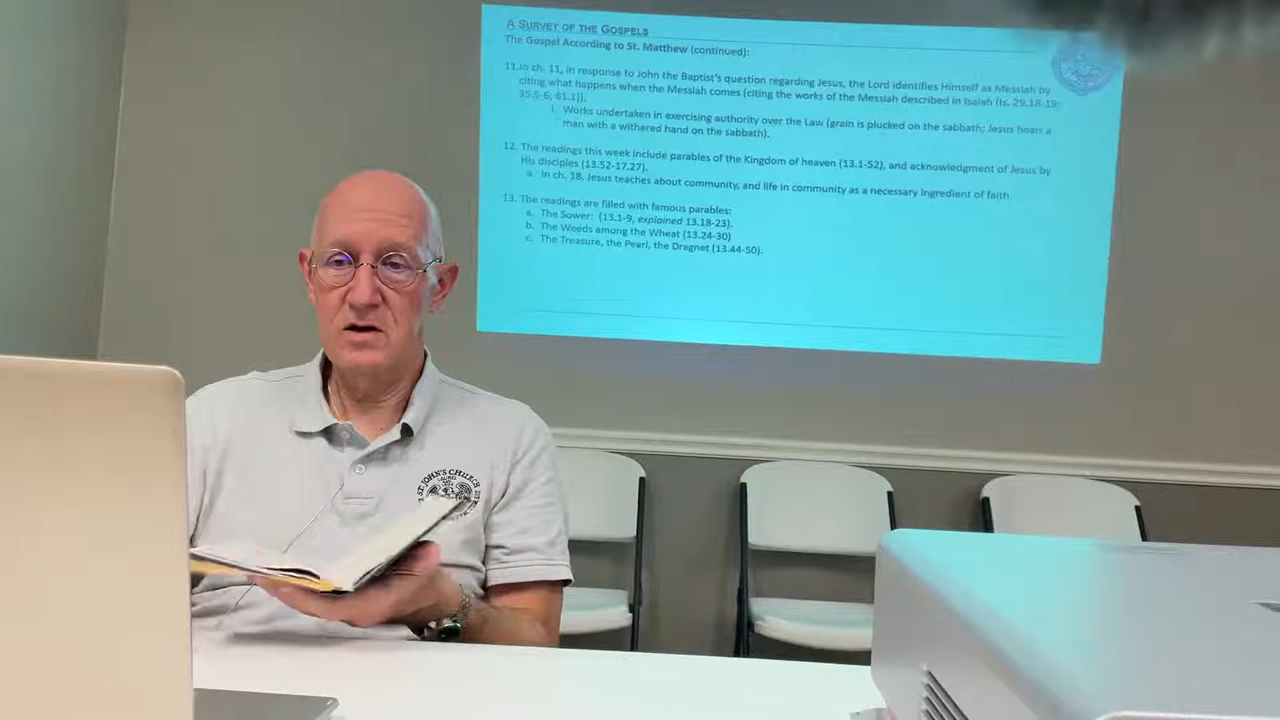 A SURVEY OF THE GOSPELS
The Gospel According to St. Matthew (continued):
11.In ch. 11, in response to John the Baptist's question regarding Jesus, the Lord identifies Himself as Messiah by
citing what happens when the Messiah comes (citing the works of the Messiah described in Isaiah (Is. 29.18-19;
35.5-6; 61.1)).
i. Works undertaken in exercising authority over the Law (grain is plucked on the sabbath; Jesus heals a
man with a withered hand on the sabbath).
12. The readings this week include parables of the Kingdom of heaven (13.1-52), and acknowledgment of Jesus by
His disciples (13.52-17.27).
a. In ch. 18, Jesus teaches about community, and life in community as a necessary ingredient of faith.
13. The readings are filled with famous parables:
a. The Sower: (13.1-9, explained 13.18-23).
b. The Weeds among the Wheat (13.24-30)
c. The Treasure, the Pearl, the Dragnet (13.44-50).
ST. JOHN'S CHURCH